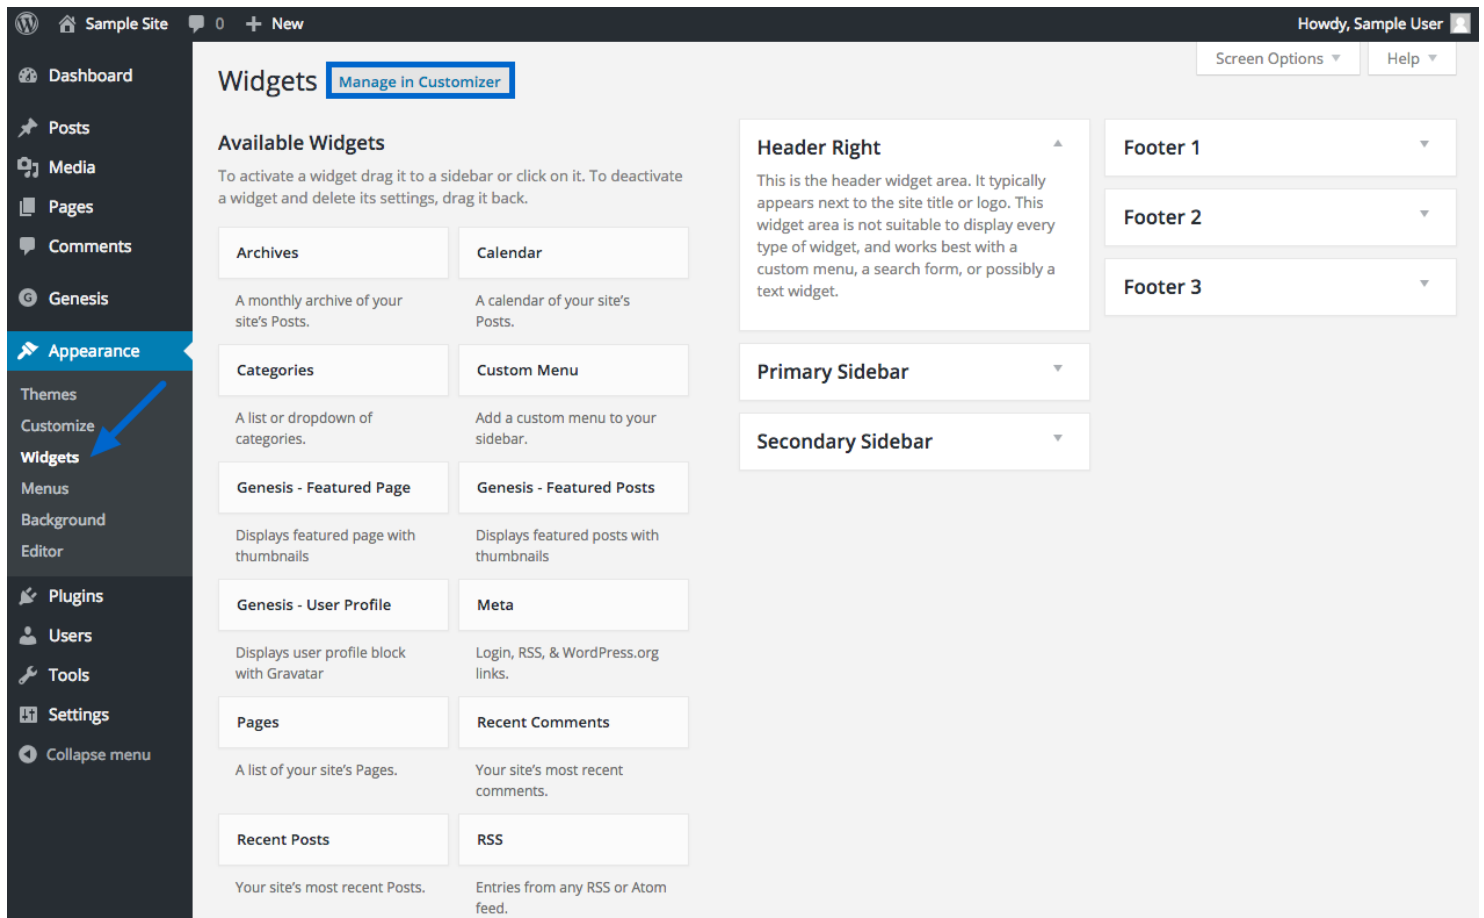 Sample Site
0
New
Howdy, Sample User
Dashboard
Posts
Media
Pages
Comments
Genesis
Appearance
Themes
Customize
Widgets
Menus
Background
Editor
Plugins
Users
Tools
Settings
Collapse menu
Screen Options
Help
Widgets
Manage in Customizer
Available Widgets
To activate a widget drag it to a sidebar or click on it. To deactivate
a widget and delete its settings, drag it back.
Archives
A monthly archive of your
site's Posts.
Calendar
A calendar of your site's
Posts.
Categories
A list or dropdown of
categories.
Custom Menu
Add a custom menu to your
sidebar.
Genesis - Featured Page
Displays featured page with
thumbnails
Genesis - Featured Posts
Displays featured posts with
thumbnails
Genesis - User Profile
Displays user profile block
with Gravatar
Meta
Login, RSS, & WordPress.org
links.
Pages
A list of your site's Pages.
Recent Comments
Your site's most recent
comments.
Recent Posts
Your site's most recent Posts.
RSS
Entries from any RSS or Atom
feed.
Header Right
This is the header widget area. It typically
appears next to the site title or logo. This
widget area is not suitable to display every
type of widget, and works best with a
custom menu, a search form, or possibly a
text widget.
Primary Sidebar
Secondary Sidebar
Footer 1
Footer 2
Footer 3